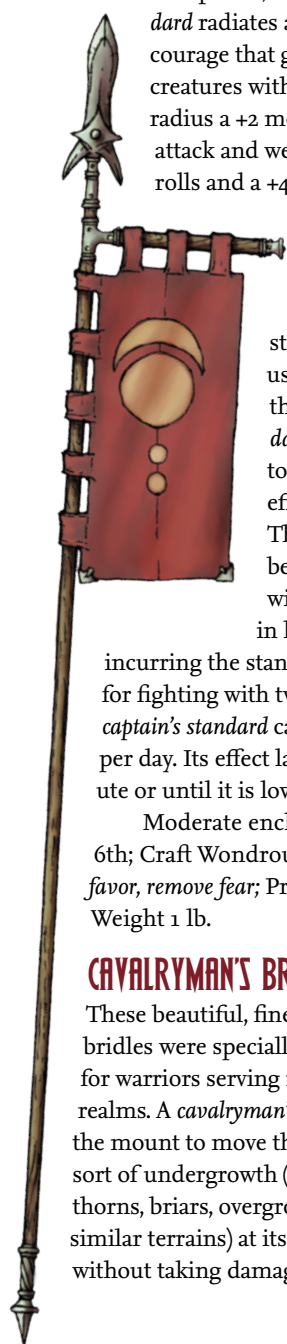 dard radiates a
courage that g
creatures with
radius a +2 mo
attack and we
rolls and a +4
st
us
th
da
to
eff
Th
be
wi
in l
incurring the stan
for fighting with tw
captain's standard ca
per day. Its effect la
ute or until it is low
Moderate encl
6th; Craft Wondrou
favor, remove fear; Pr
Weight 1 lb.
CAVALRYMAN'S BR
These beautiful, fine
bridles were speciall
for warriors serving
realms. A cavalryman'
the mount to move th
sort of undergrowth (
thorns, briars, overgro
similar terrains) at its
without taking damag